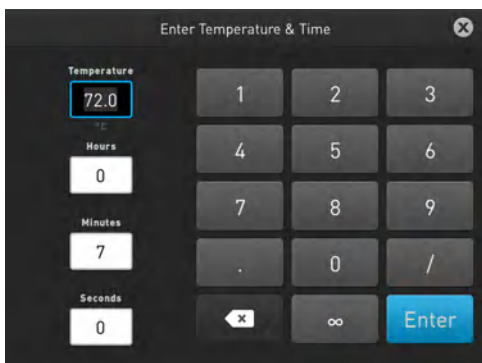 Enter Temperature & Time
Temperature
72.0
°C
Hours
0
Minutes
7
Seconds
0
1 2 3
4 5 6
7 8 9
. 0 /
∞ Enter